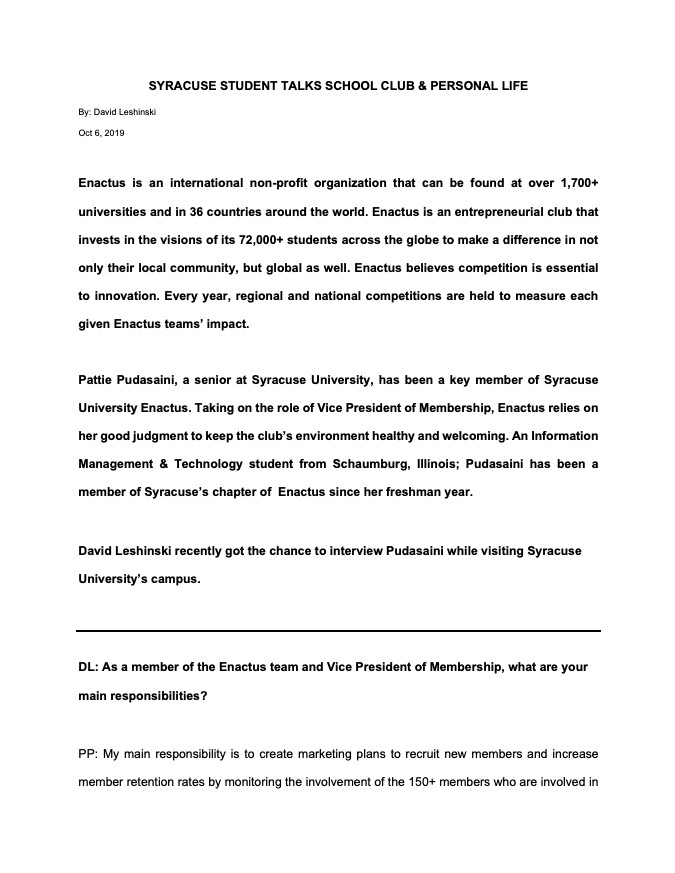 SYRACUSE STUDENT TALKS SCHOOL CLUB & PERSONAL LIFE
By: David Leshinski
Oct 6, 2019
Enactus is an international non-profit organization that can be found at over 1,700+
universities and in 36 countries around the world. Enactus is an entrepreneurial club that
invests in the visions of its 72,000+ students across the globe to make a difference in not
only their local community, but global as well. Enactus believes competition is essential
to innovation. Every year, regional and national competitions are held to measure each
given Enactus teams’ impact.
Pattie Pudasaini, a senior at Syracuse University, has been a key member of Syracuse
University Enactus. Taking on the role of Vice President of Membership, Enactus relies on
her good judgment to keep the club’s environment healthy and welcoming. An Information
Management & Technology student from Schaumburg, Illinois; Pudasaini has been a
member of Syracuse’s chapter of  Enactus since her freshman year.
David Leshinski recently got the chance to interview Pudasaini while visiting Syracuse
University’s campus.
DL: As a member of the Enactus team and Vice President of Membership, what are your
main responsibilities?
PP: My main responsibility is to create marketing plans to recruit new members and increase
member retention rates by monitoring the involvement of the 150+ members who are involved in